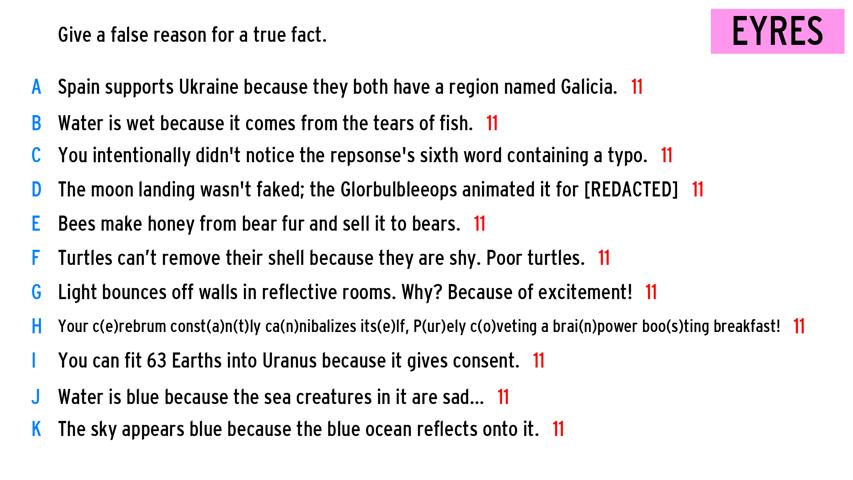 Give a false reason for a true fact.
EYRES
A Spain supports Ukraine because they both have a region named Galicia. 11
B Water is wet because it comes from the tears of fish. 11
C You intentionally didn't notice the repsonse's sixth word containing a typo. 11
D The moon landing wasn't faked; the Glorbulbleeops animated it for [REDACTED] 11
E Bees make honey from bear fur and sell it to bears. 11
F Turtles can’t remove their shell because they are shy. Poor turtles. 11
G Light bounces off walls in reflective rooms. Why? Because of excitement! 11
H Your c(e)rebrum const(a)n(t)ly ca(n)nibalizes its(e)lf, P(ur)ely c(o)veting a brai(n)power boo(s)ting breakfast! 11
I You can fit 63 Earths into Uranus because it gives consent. 11
J Water is blue because the sea creatures in it are sad... 11
K The sky appears blue because the blue ocean reflects onto it. 11